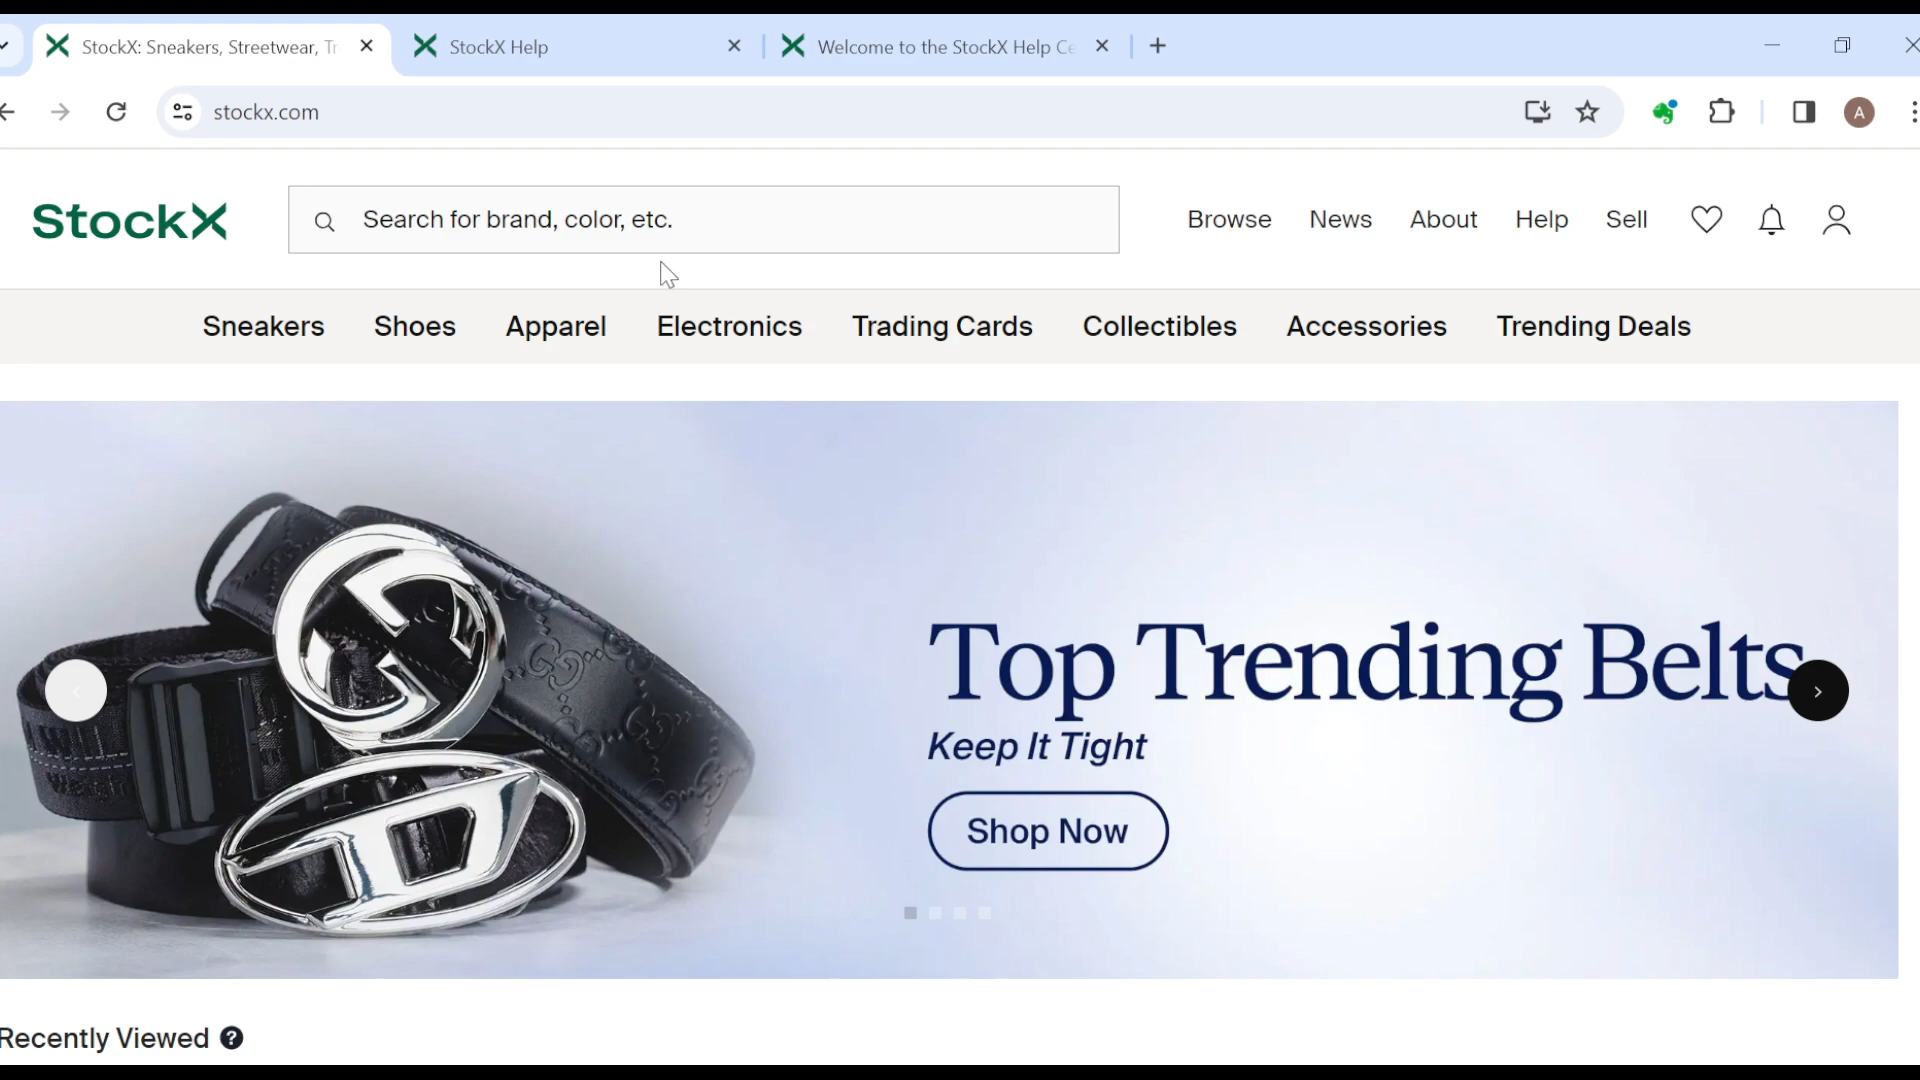 StockX: Sneakers, Streetwear, Tr
StockX Help
Welcome to the StockX Help Ce
stockx.com
A
StockX
Search for brand, color, etc.
Browse
News
About
Help
Sell
Sneakers
Shoes
Apparel
Electronics
Trading Cards
Collectibles
Accessories
Trending Deals
Top Trending Belts
Keep It Tight
Shop Now
Recently Viewed ?